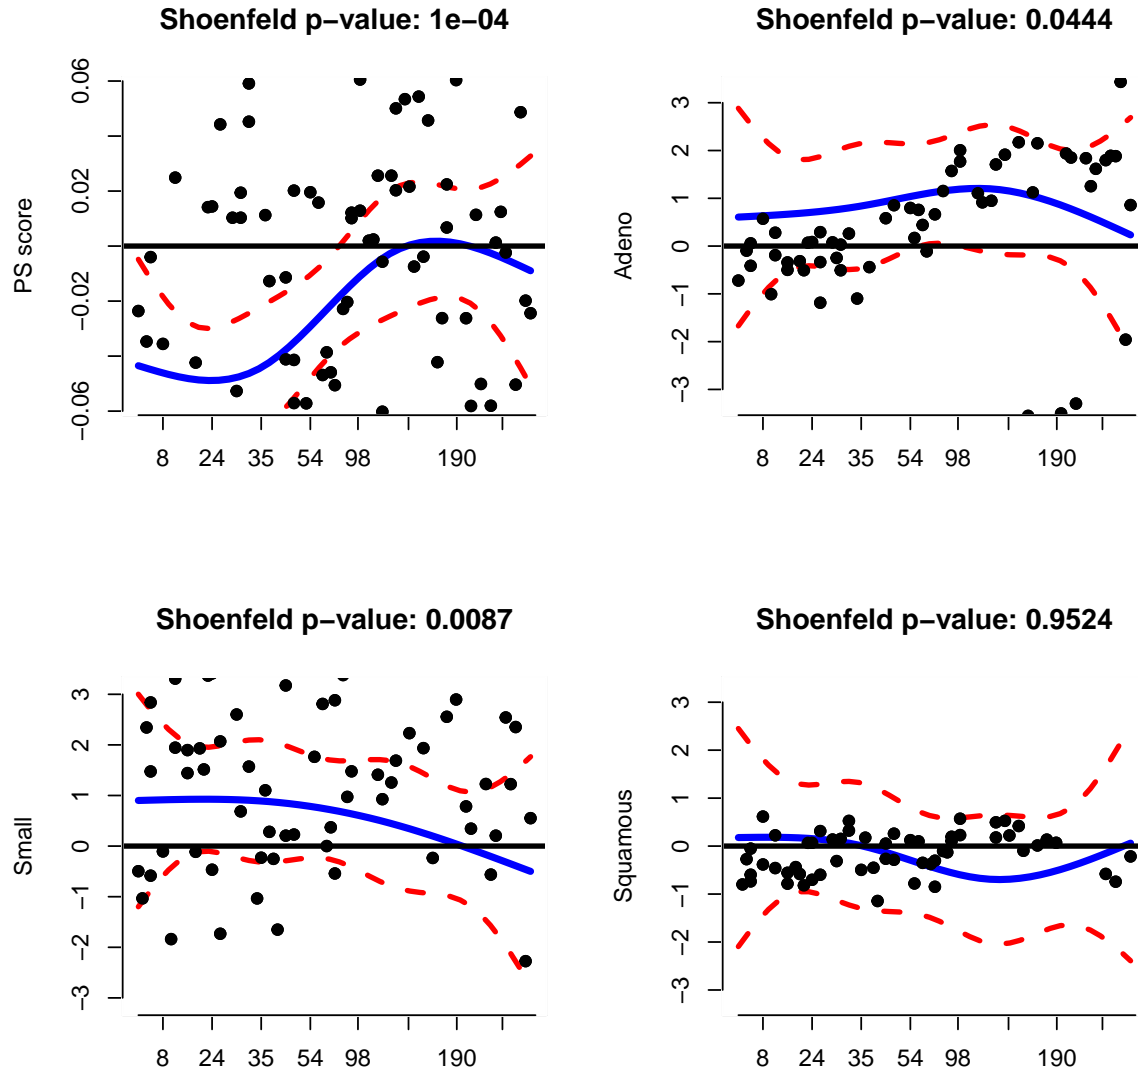 Shoenfeld p−value: 1e−04
PS score
0.06
0.02
−0.02
−0.06
8 24 35 54 98 190
Shoenfeld p−value: 0.0444
Adeno
3
2
1
0
−1
−2
−3
8 24 35 54 98 190
Shoenfeld p−value: 0.0087
Small
3
2
1
0
−1
−2
−3
8 24 35 54 98 190
Shoenfeld p−value: 0.9524
Squamous
3
2
1
0
−1
−2
−3
8 24 35 54 98 190